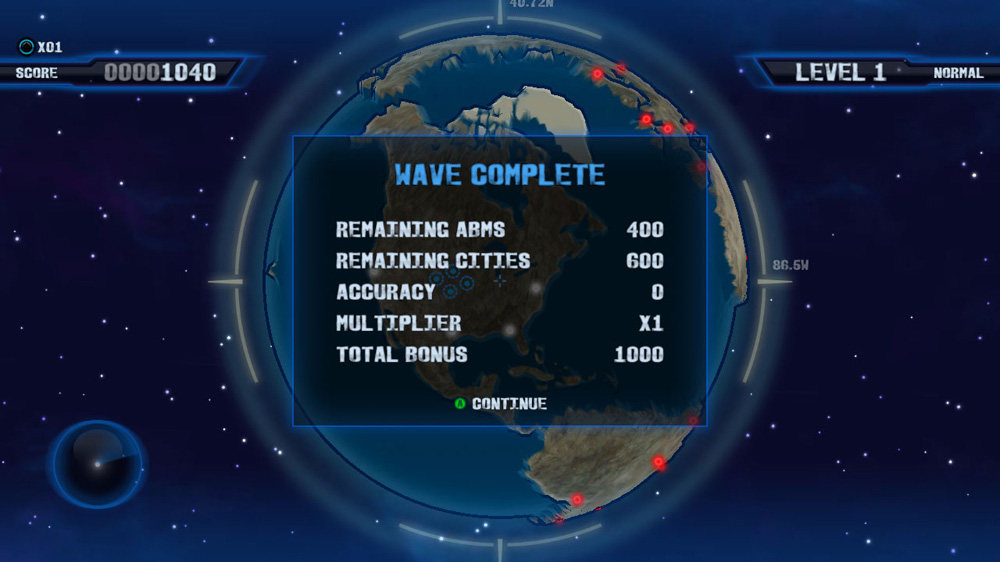 40.72N
X01
SCORE 00001040
LEVEL 1 NORMAL
WAVE COMPLETE
REMAINING ABMS 400
REMAINING CITIES 600
86.5W
ACCURACY 0
MULTIPLIER X1
TOTAL BONUS 1000
A CONTINUE